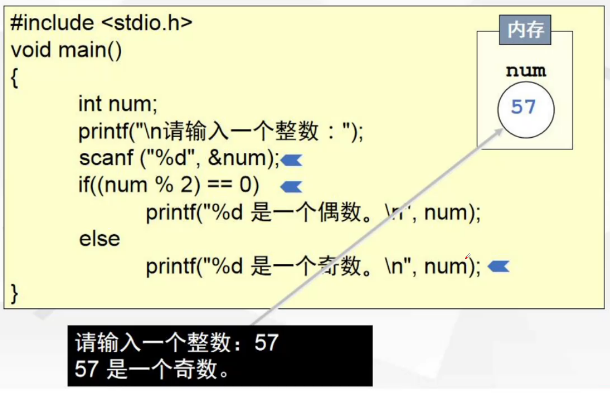 #include <stdio.h>
void main()
{
int num;
printf("\n请输入一个整数：");
scanf ("%d", &num);
if((num % 2) == 0)
printf("%d 是一个偶数。\n", num);
else
printf("%d 是一个奇数。\n", num);
}
内存
num
57
请输入一个整数：57
57 是一个奇数。